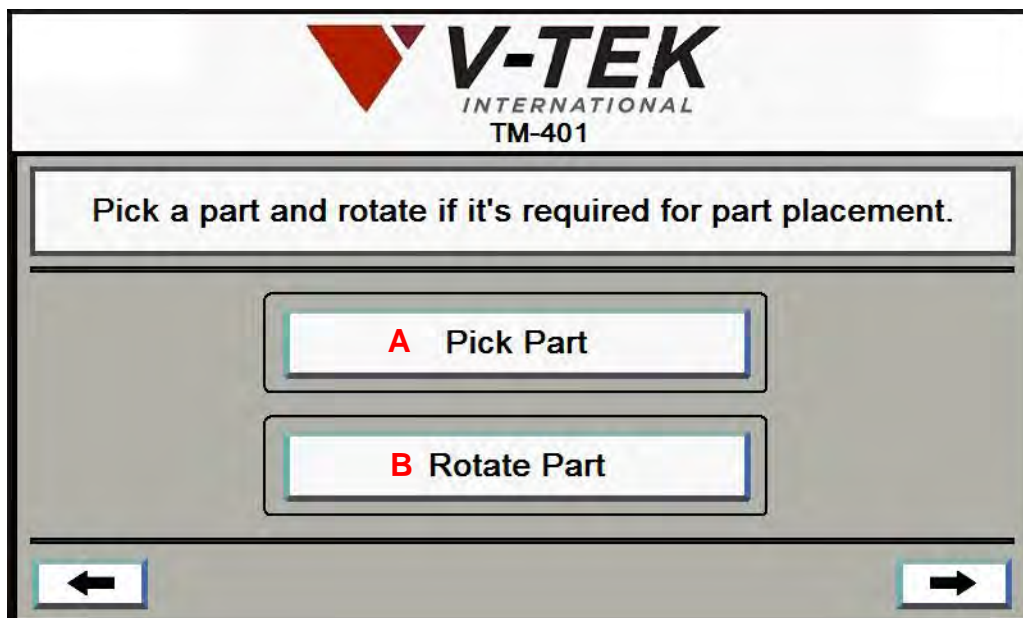 V-TEK
INTERNATIONAL
TM-401
Pick a part and rotate if it's required for part placement.
A Pick Part
B Rotate Part